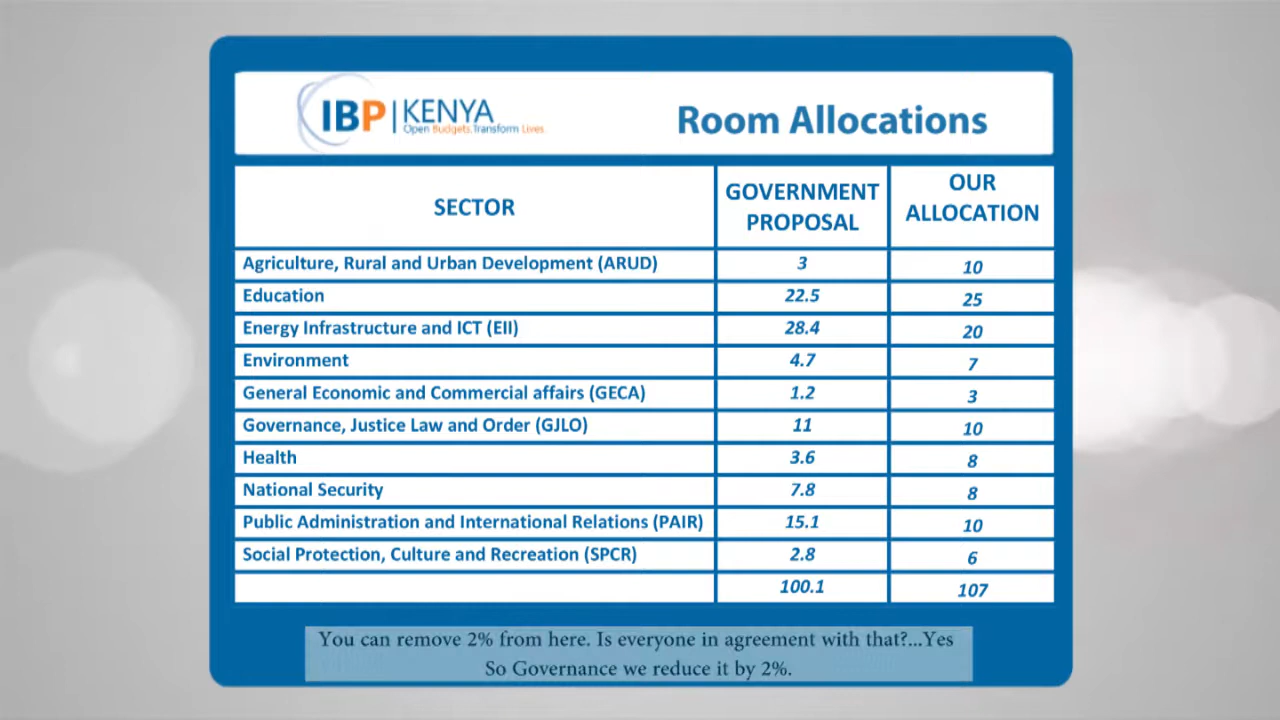 IBP KENYA
Open Budgets. Transform Lives.
Room Allocations
SECTOR GOVERNMENT PROPOSAL OUR ALLOCATION
Agriculture, Rural and Urban Development (ARUD) 3 10
Education 22.5 25
Energy Infrastructure and ICT (EII) 28.4 20
Environment 4.7 7
General Economic and Commercial affairs (GECA) 1.2 3
Governance, Justice Law and Order (GJLO) 11 10
Health 3.6 8
National Security 7.8 8
Public Administration and International Relations (PAIR) 15.1 10
Social Protection, Culture and Recreation (SPCR) 2.8 6
100.1 107
You can remove 2% from here. Is everyone in agreement with that?...Yes
So Governance we reduce it by 2%.